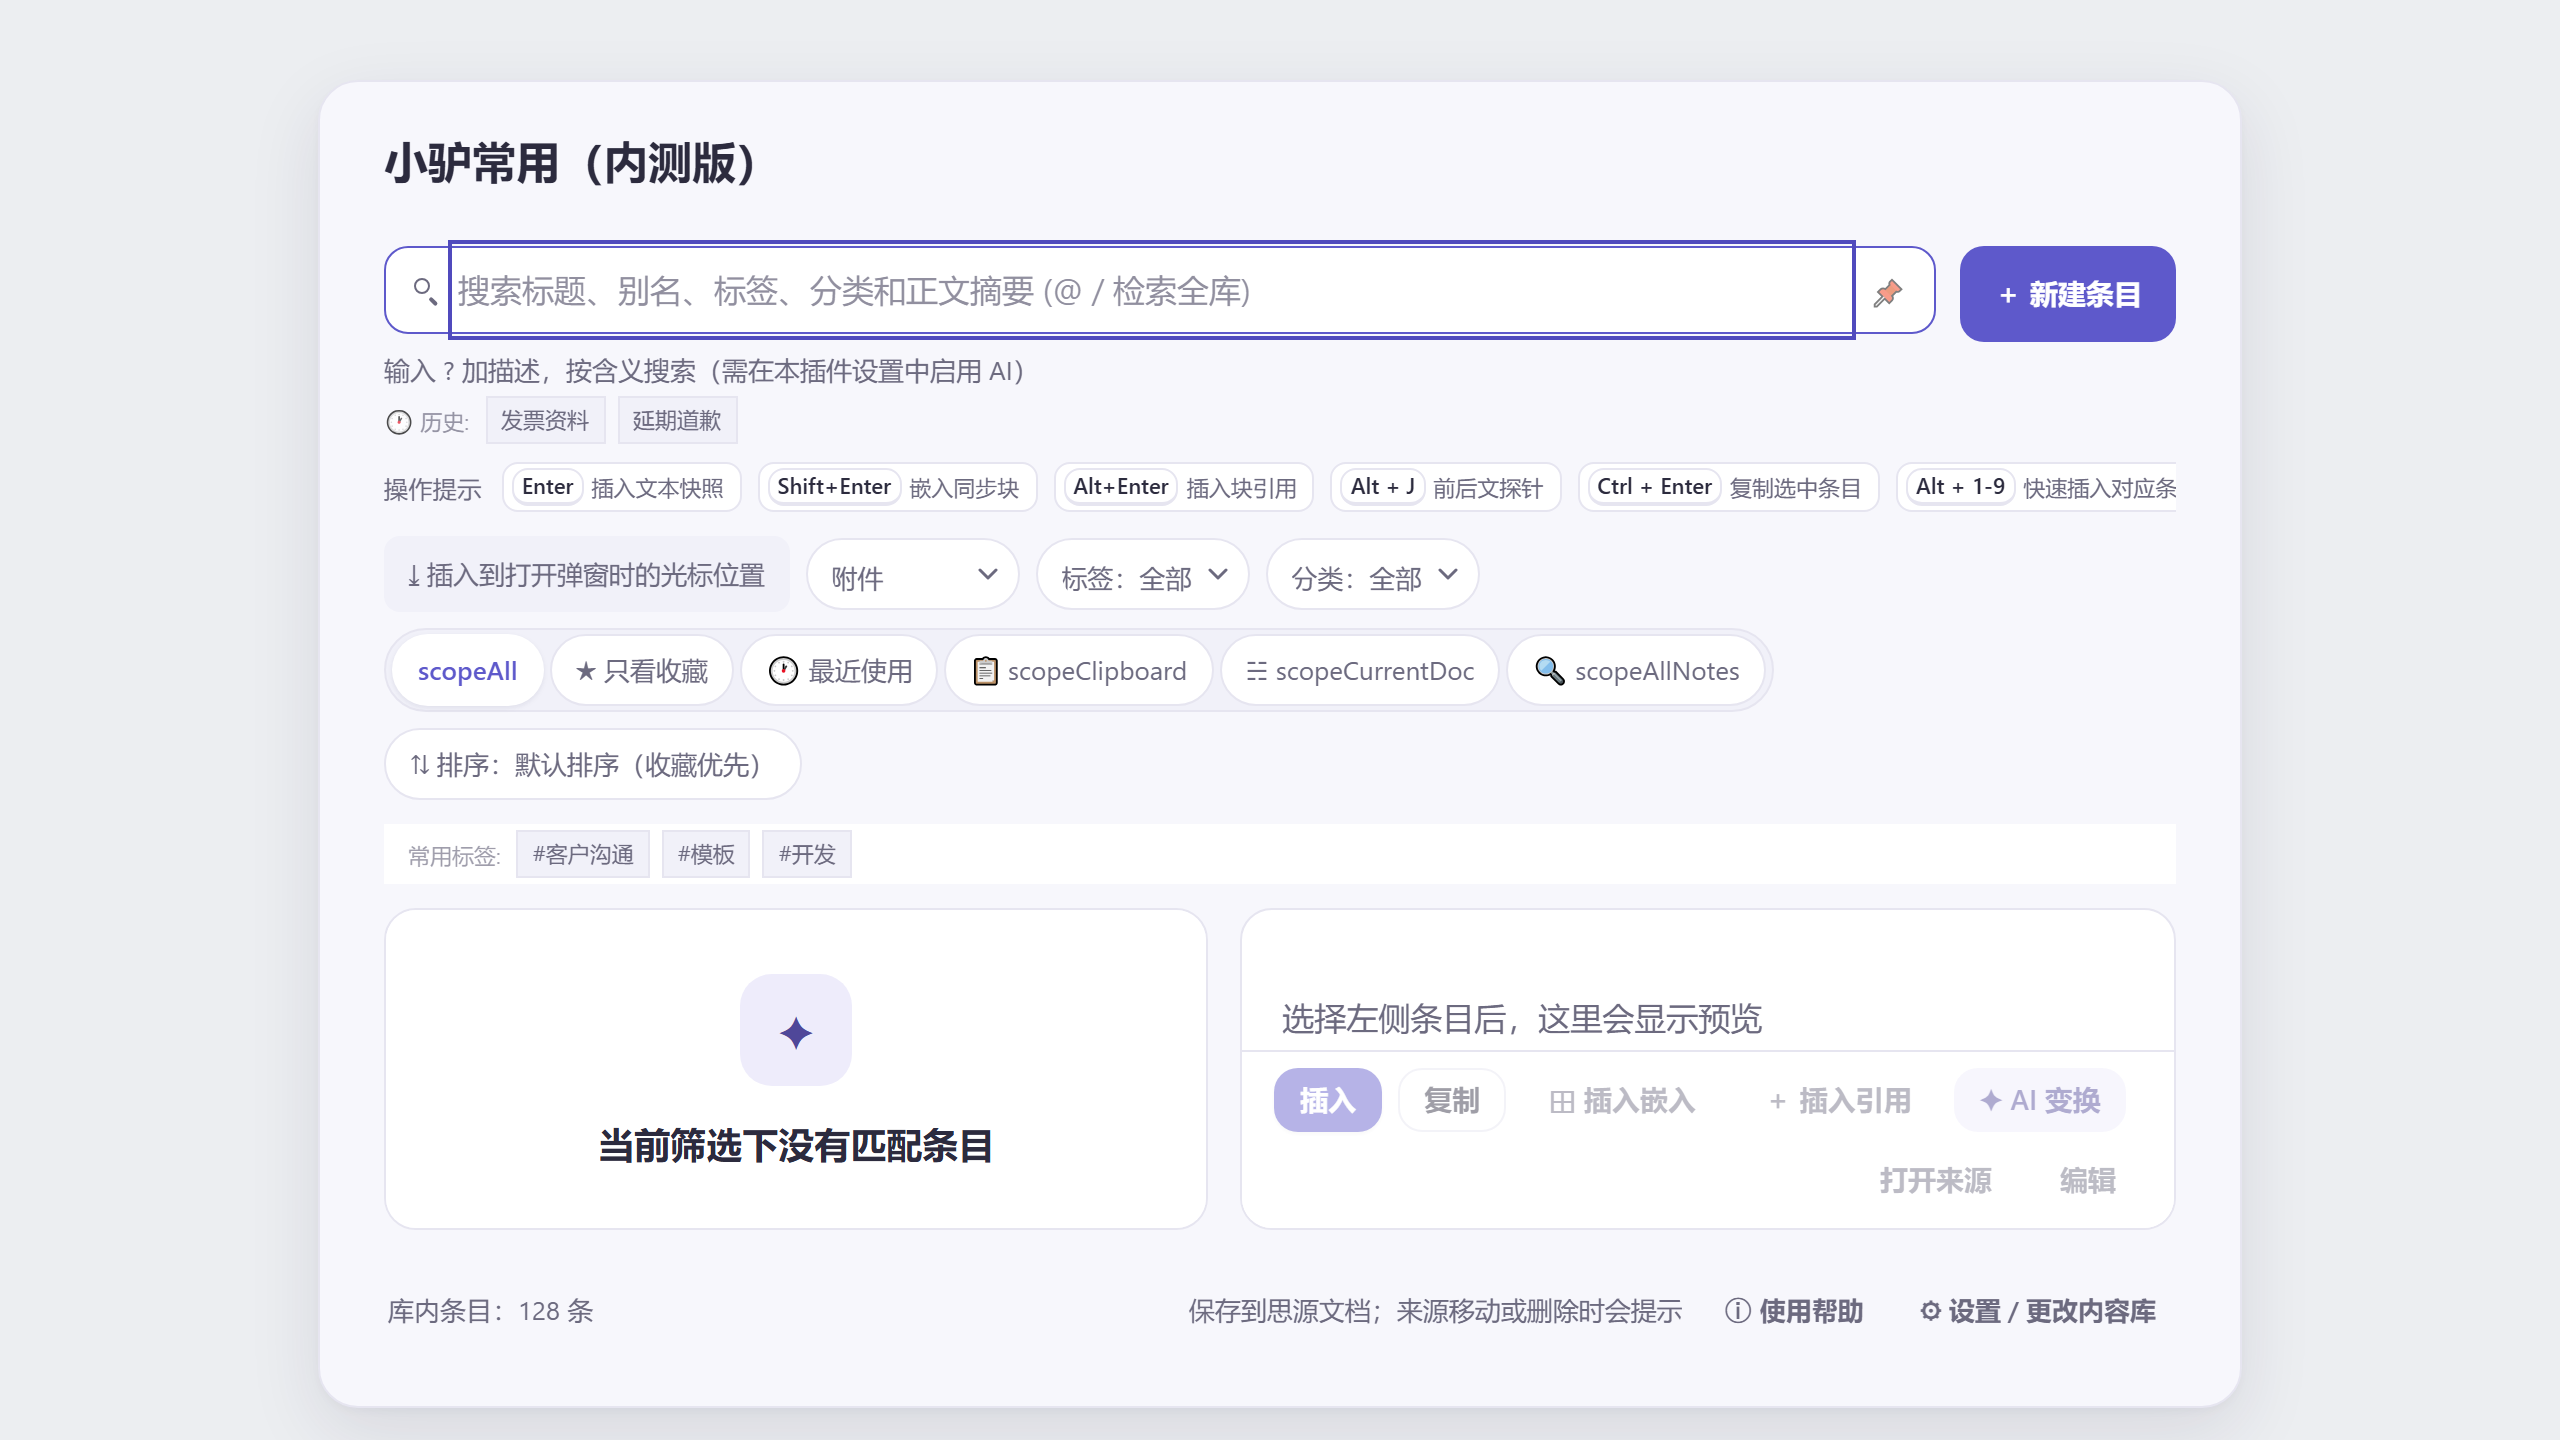 小驴常用（内测版）
搜索标题、别名、标签、分类和正文摘要 (@ / 检索全库)
+ 新建条目
输入 ? 加描述，按含义搜索（需在本插件设置中启用 AI）
历史: 发票资料 延期道歉
操作提示 Enter 插入文本快照 Shift+Enter 嵌入同步块 Alt+Enter 插入块引用 Alt + J 前后文探针 Ctrl + Enter 复制选中条目 Alt + 1-9 快速插入对应条
⤓ 插入到打开弹窗时的光标位置 附件 标签：全部 分类：全部
scopeAll ★ 只看收藏 最近使用 scopeClipboard ☵ scopeCurrentDoc scopeAllNotes
⇅ 排序：默认排序（收藏优先）
常用标签: #客户沟通 #模板 #开发
当前筛选下没有匹配条目
选择左侧条目后，这里会显示预览
插入 复制 田 插入嵌入 + 插入引用 ✦ AI 变换
打开来源 编辑
库内条目：128 条
保存到思源文档；来源移动或删除时会提示 ⓘ 使用帮助 ⚙ 设置 / 更改内容库